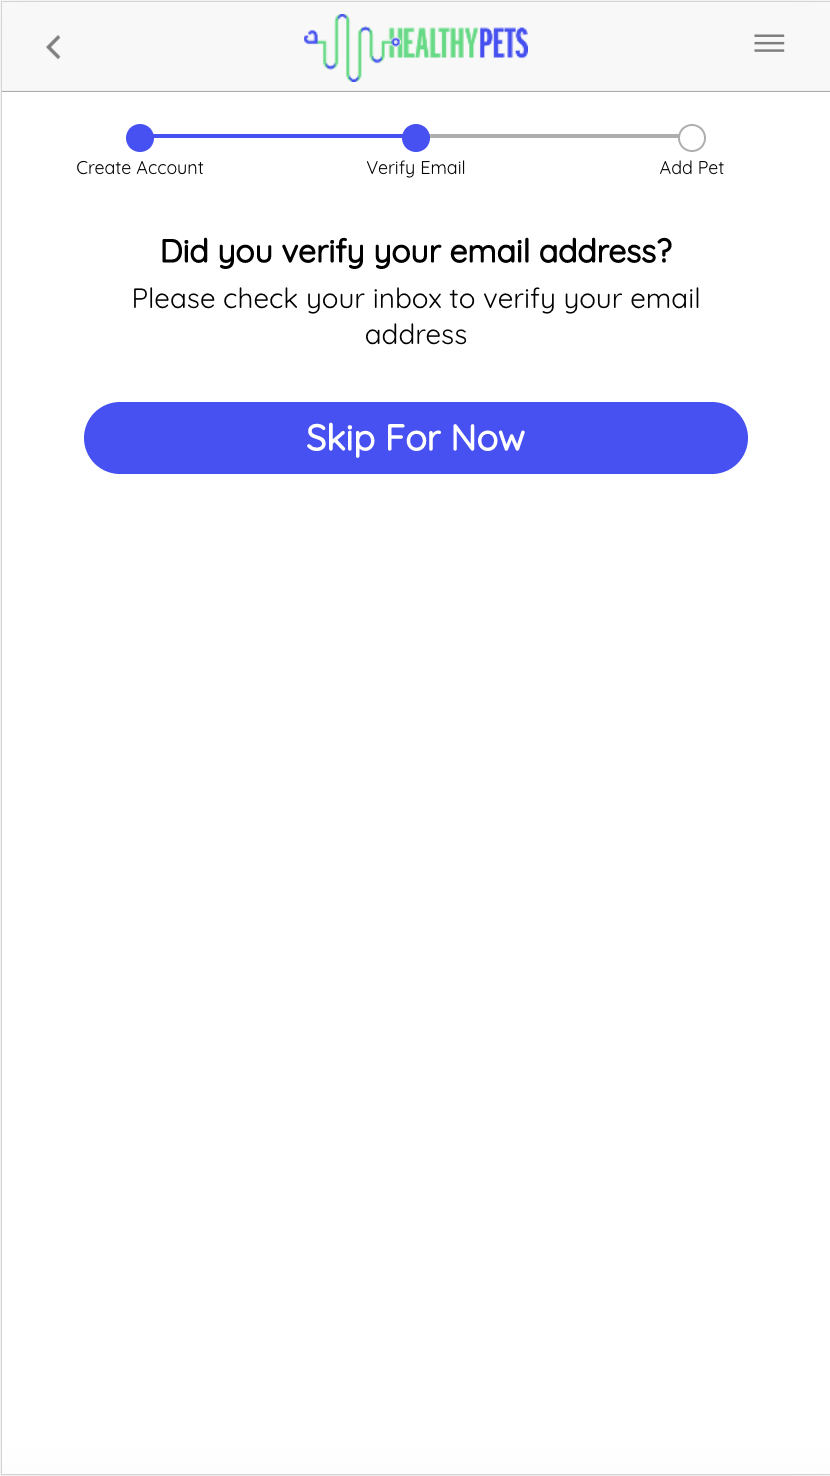 HEALTHYPETS
Create Account
Verify Email
Add Pet
Did you verify your email address?
Please check your inbox to verify your email
address
Skip For Now